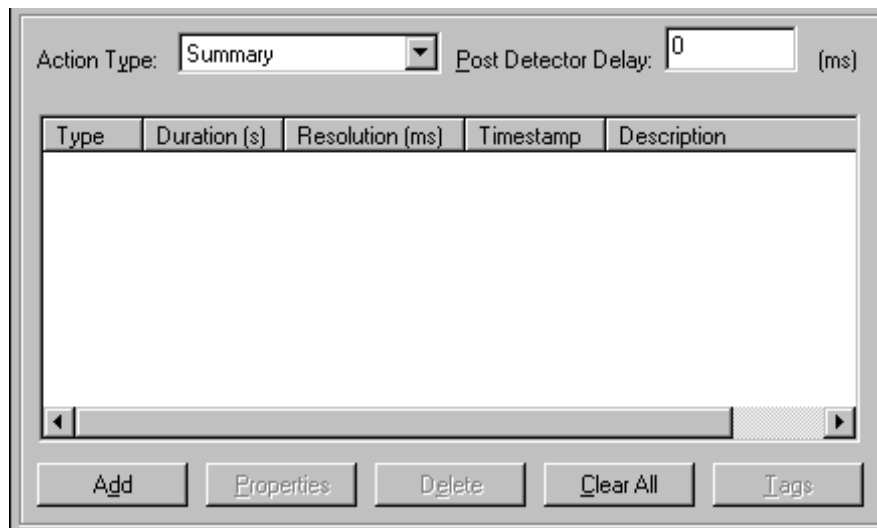 Action Type: Summary Post Detector Delay: 0 (ms)
Type Duration (s) Resolution (ms) Timestamp Description
Add Properties Delete Clear All Tags